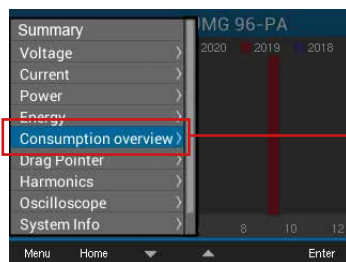 Summary
UMG 96-PA
Voltage
2020 2019 2018
Current
Power
Energy
Consumption overview
Drag Pointer
Harmonics
Oscilloscope
System Info
8 10 12
Menu Home Enter